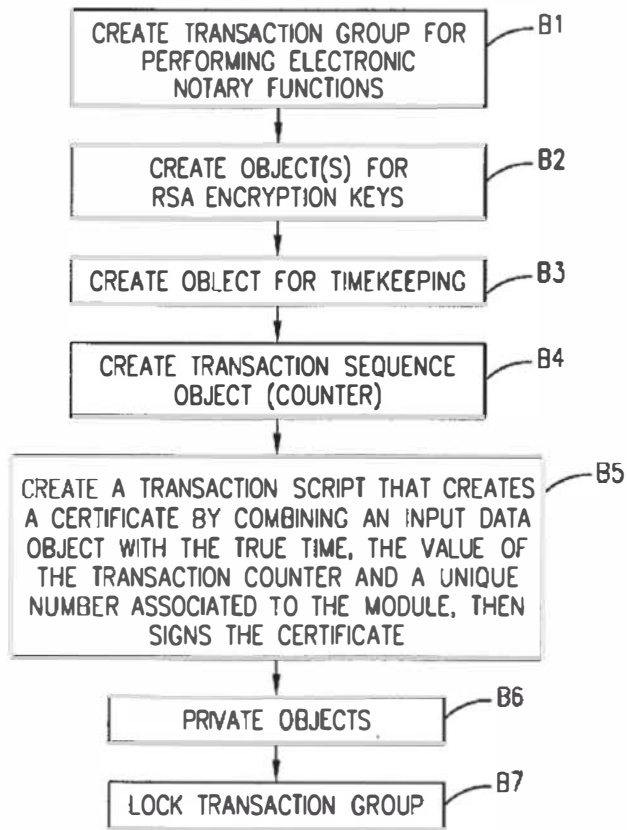 CREATE TRANSACTION GROUP FOR
PERFORMING ELECTRONIC
NOTARY FUNCTIONS
B1
CREATE OBJECT(S) FOR
RSA ENCRYPTION KEYS
B2
CREATE OBLECT FOR TIMEKEEPING
B3
CREATE TRANSACTION SEQUENCE
OBJECT (COUNTER)
B4
CREATE A TRANSACTION SCRIPT THAT CREATES
A CERTIFICATE BY COMBINING AN INPUT DATA
OBJECT WITH THE TRUE TIME, THE VALUE OF
THE TRANSACTION COUNTER AND A UNIQUE
NUMBER ASSOCIATED TO THE MODULE, THEN
SIGNS THE CERTIFICATE
B5
PRIVATE OBJECTS
B6
LOCK TRANSACTION GROUP
B7